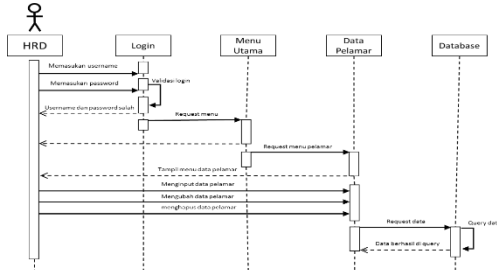 HRD
Login
Menu
Utama
Data
Pelamar
Database
Memasukan username
Memasukan password
Validasi login
Username dan password salah
Request menu
Request menu pelamar
Tampil menu data pelamar
Menginput data pelamar
Mengubah data pelamar
menghapus data pelamar
Request data
Query dat
Data berhasil di query